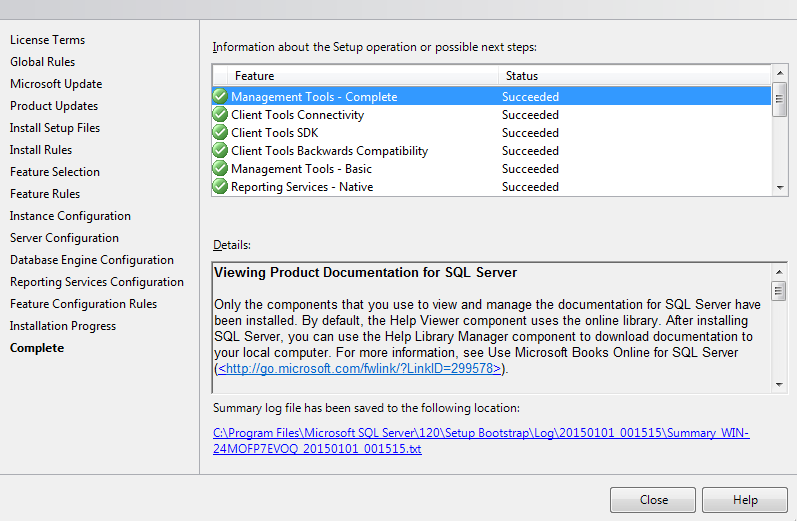 License Terms
Global Rules
Microsoft Update
Product Updates
Install Setup Files
Install Rules
Feature Selection
Feature Rules
Instance Configuration
Server Configuration
Database Engine Configuration
Reporting Services Configuration
Feature Configuration Rules
Installation Progress
Complete
Information about the Setup operation or possible next steps:
Feature Status
Management Tools - Complete Succeeded
Client Tools Connectivity Succeeded
Client Tools SDK Succeeded
Client Tools Backwards Compatibility Succeeded
Management Tools - Basic Succeeded
Reporting Services - Native Succeeded
Details:
Viewing Product Documentation for SQL Server
Only the components that you use to view and manage the documentation for SQL Server have
been installed. By default, the Help Viewer component uses the online library. After installing
SQL Server, you can use the Help Library Manager component to download documentation to
your local computer. For more information, see Use Microsoft Books Online for SQL Server
(<http://go.microsoft.com/fwlink/?LinkID=299578>).
Summary log file has been saved to the following location:
C:\Program Files\Microsoft SQL Server\120\Setup Bootstrap\Log\20150101_001515\Summary_WIN-
24MOFP7EVOQ_20150101_001515.txt
Close Help